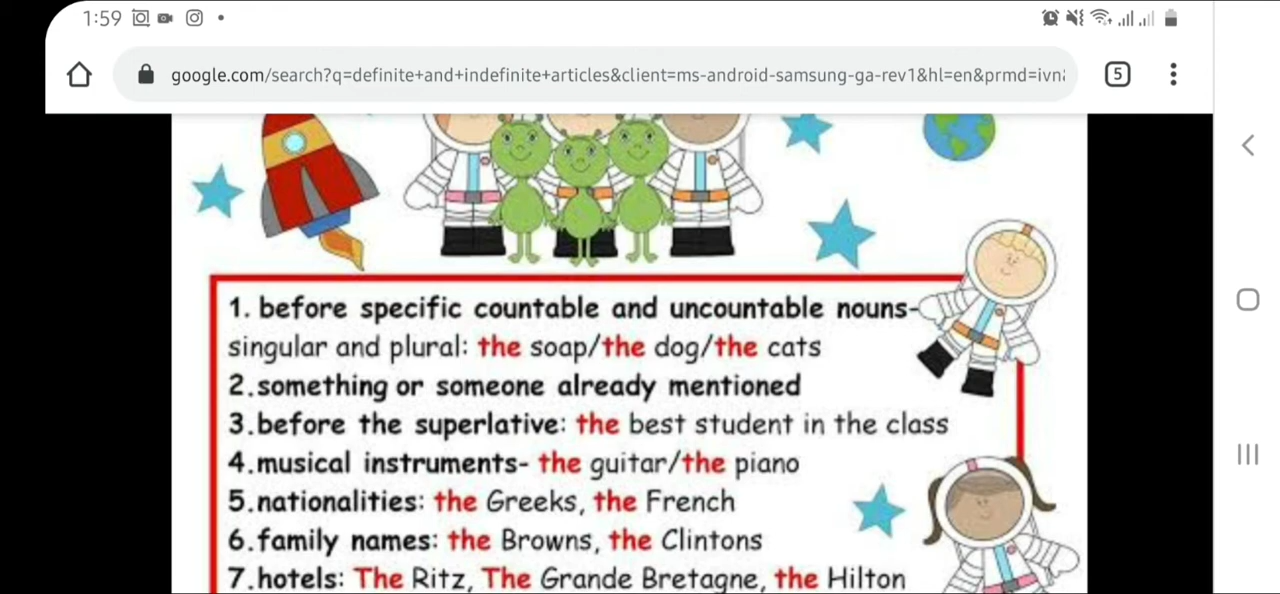 1:59
google.com/search?q=definite+and+indefinite+articles&client=ms-android-samsung-ga-rev1&hl=en&prmd=ivn
5
1. before specific countable and uncountable nouns-
singular and plural: the soap/the dog/the cats
2.something or someone already mentioned
3.before the superlative: the best student in the class
4.musical instruments- the guitar/the piano
5.nationalities: the Greeks, the French
6.family names: the Browns, the Clintons
7.hotels: The Ritz, The Grande Bretagne, the Hilton